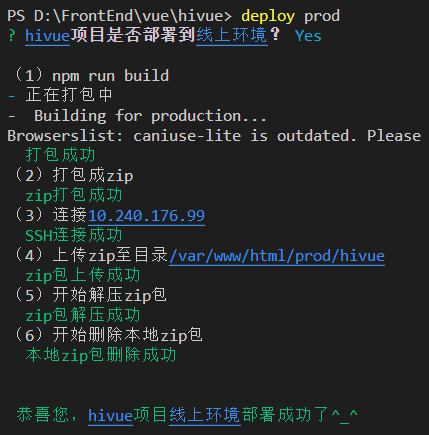 PS D:\FrontEnd\vue\hivue> deploy prod
? hivue项目是否部署到线上环境？ Yes
（1）npm run build
- 正在打包中
-  Building for production...
Browserslist: caniuse-lite is outdated. Please
打包成功
（2）打包成zip
zip打包成功
（3）连接10.240.176.99
SSH连接成功
（4）上传zip至目录/var/www/html/prod/hivue
zip包上传成功
（5）开始解压zip包
zip包解压成功
（6）开始删除本地zip包
本地zip包删除成功
恭喜您，hivue项目线上环境部署成功了^_^